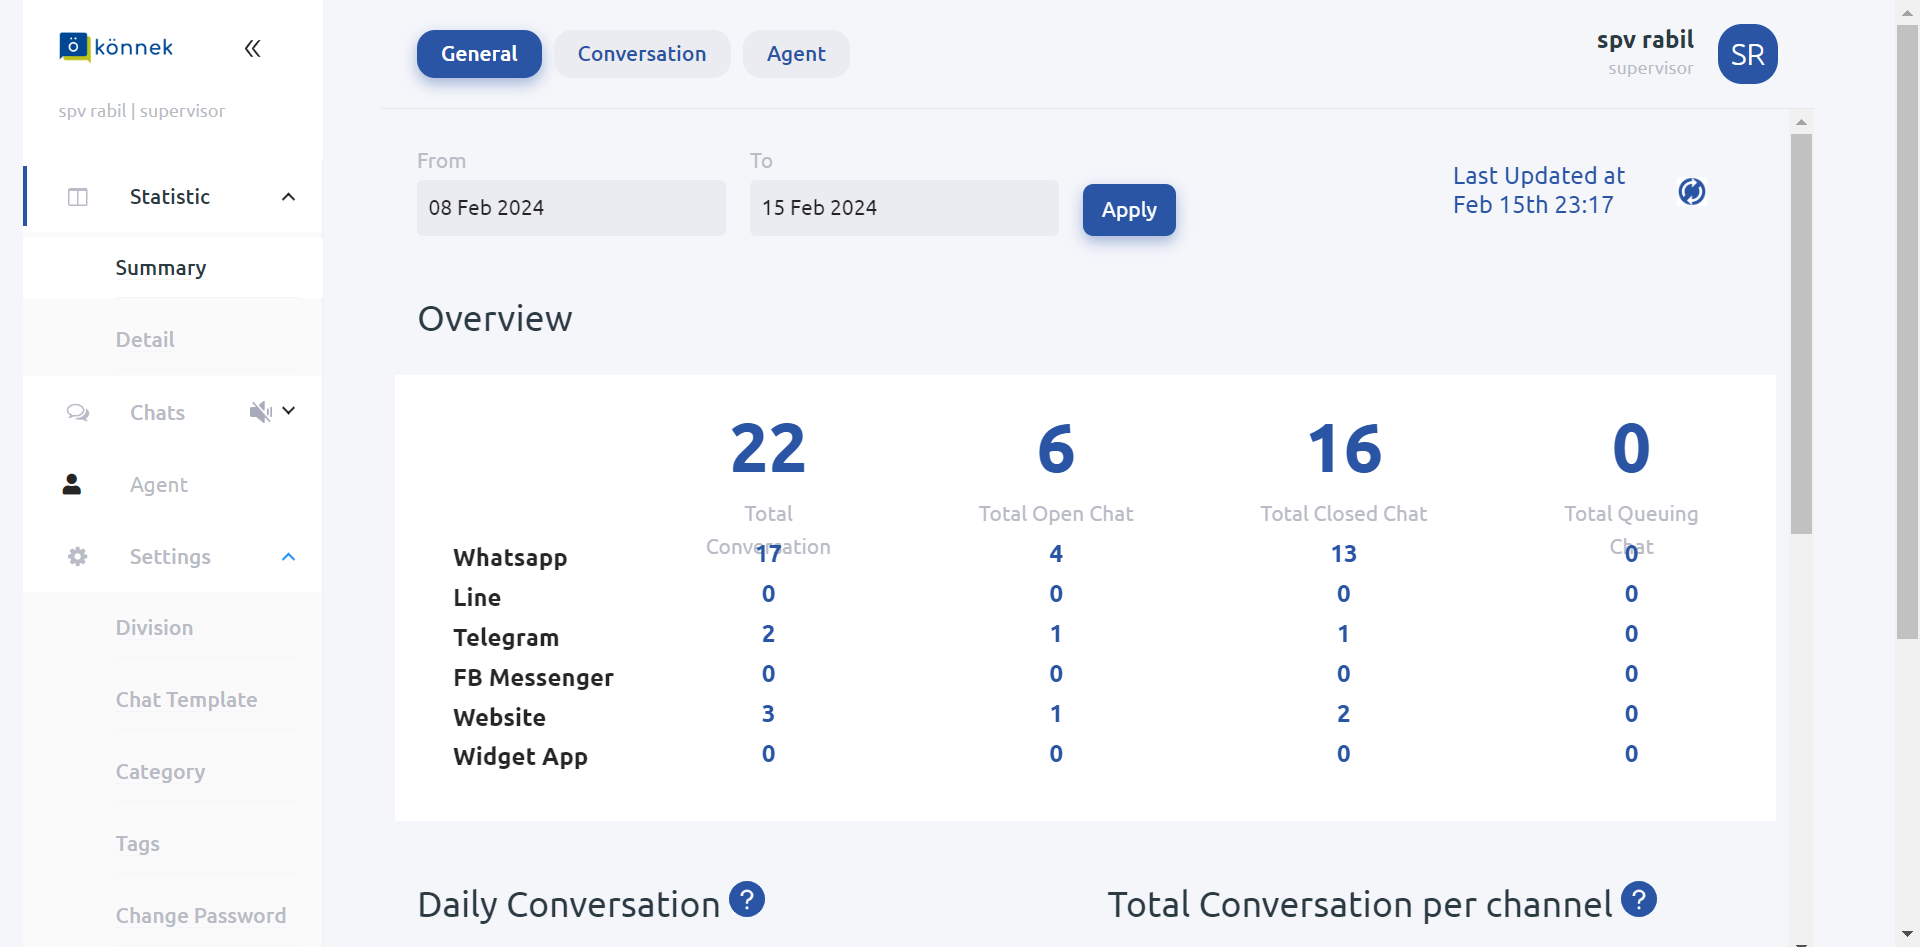 ö könnek
spv rabil | supervisor
Statistic
Summary
Detail
Chats
Agent
Settings
Division
Chat Template
Category
Tags
Change Password
General Conversation Agent
spv rabil
supervisor
SR
From To
08 Feb 2024 15 Feb 2024 Apply
Last Updated at
Feb 15th 23:17
Overview
22 6 16 0
Total Conversation Total Open Chat Total Closed Chat Total Queuing Chat
Whatsapp 17 4 13 0
Line 0 0 0 0
Telegram 2 1 1 0
FB Messenger 0 0 0 0
Website 3 1 2 0
Widget App 0 0 0 0
Daily Conversation ?
Total Conversation per channel ?